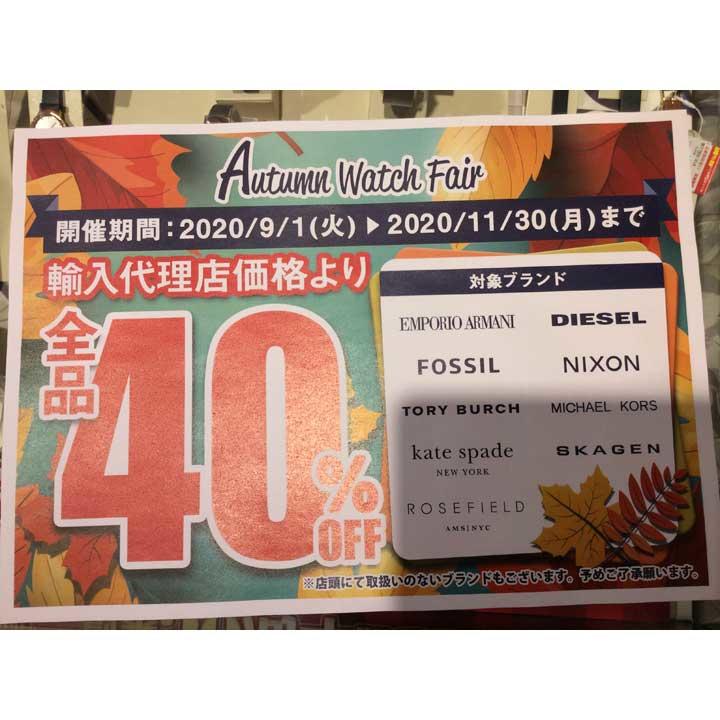 Autumn Watch Fair
開催期間：2020/9/1(火)▶2020/11/30(月)まで
輸入代理店価格より
全品
40%OFF
対象ブランド
EMPORIO ARMANI
DIESEL
FOSSIL
NIXON
TORY BURCH
MICHAEL KORS
kate spade
NEW YORK
SKAGEN
ROSEFIELD
AMS|NYC
※店頭にて取扱いのないブランドもございます。予めご了承願います。